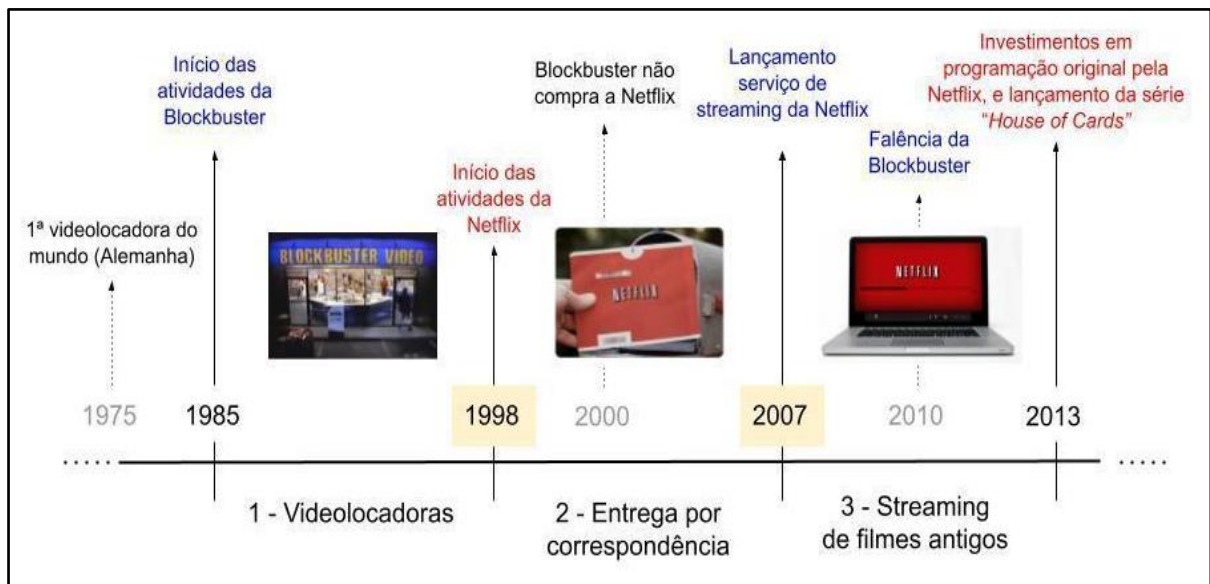 Início das
atividades da
Blockbuster
Blockbuster não
compra a Netflix
Lançamento
serviço de
streaming da Netflix
Investimentos em
programação original pela
Netflix, e lançamento da série
“House of Cards”
1ª videolocadora do
mundo (Alemanha)
Início das
atividades da
Netflix
Falência da
Blockbuster
BLOCKBUSTER VIDEO
NETFLIX
NETFLIX
1975
1985
1998
2000
2007
2010
2013
1 - Videolocadoras
2 - Entrega por
correspondência
3 - Streaming
de filmes antigos